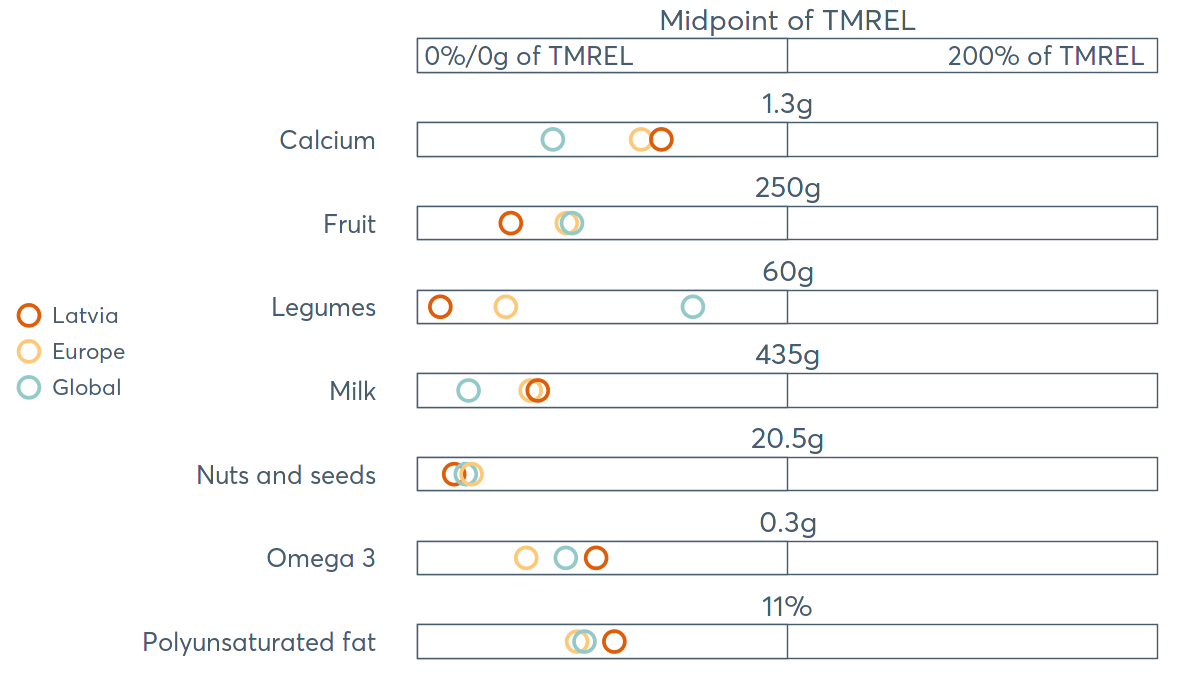 Midpoint of TMREL
0%/0g of TMREL 200% of TMREL
1.3g
Calcium
250g
Fruit
60g
Legumes
435g
Milk
20.5g
Nuts and seeds
0.3g
Omega 3
11%
Polyunsaturated fat
Latvia
Europe
Global